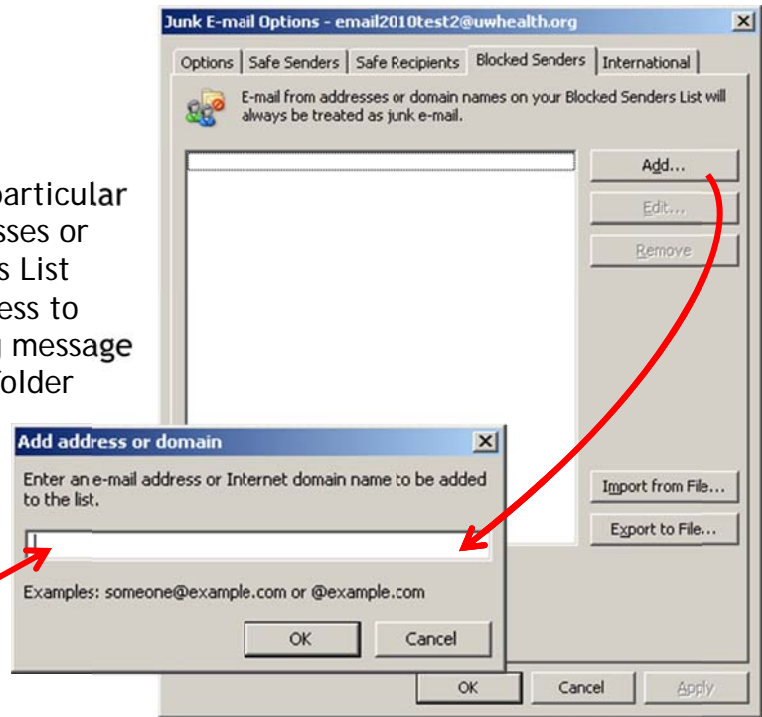 Junk E-mail Options - email2010test2@uwhealth.org
Options
Safe Senders
Safe Recipients
Blocked Senders
International
E-mail from addresses or domain names on your Blocked Senders List will
always be treated as junk e-mail.
Add...
Edit...
Remove
Import from File...
Export to File...
OK
Cancel
Apply
particular
sses or
s List
ess to
message
folder
Add address or domain
Enter an e-mail address or Internet domain name to be added
to the list.
Examples: someone@example.com or @example.com
OK
Cancel